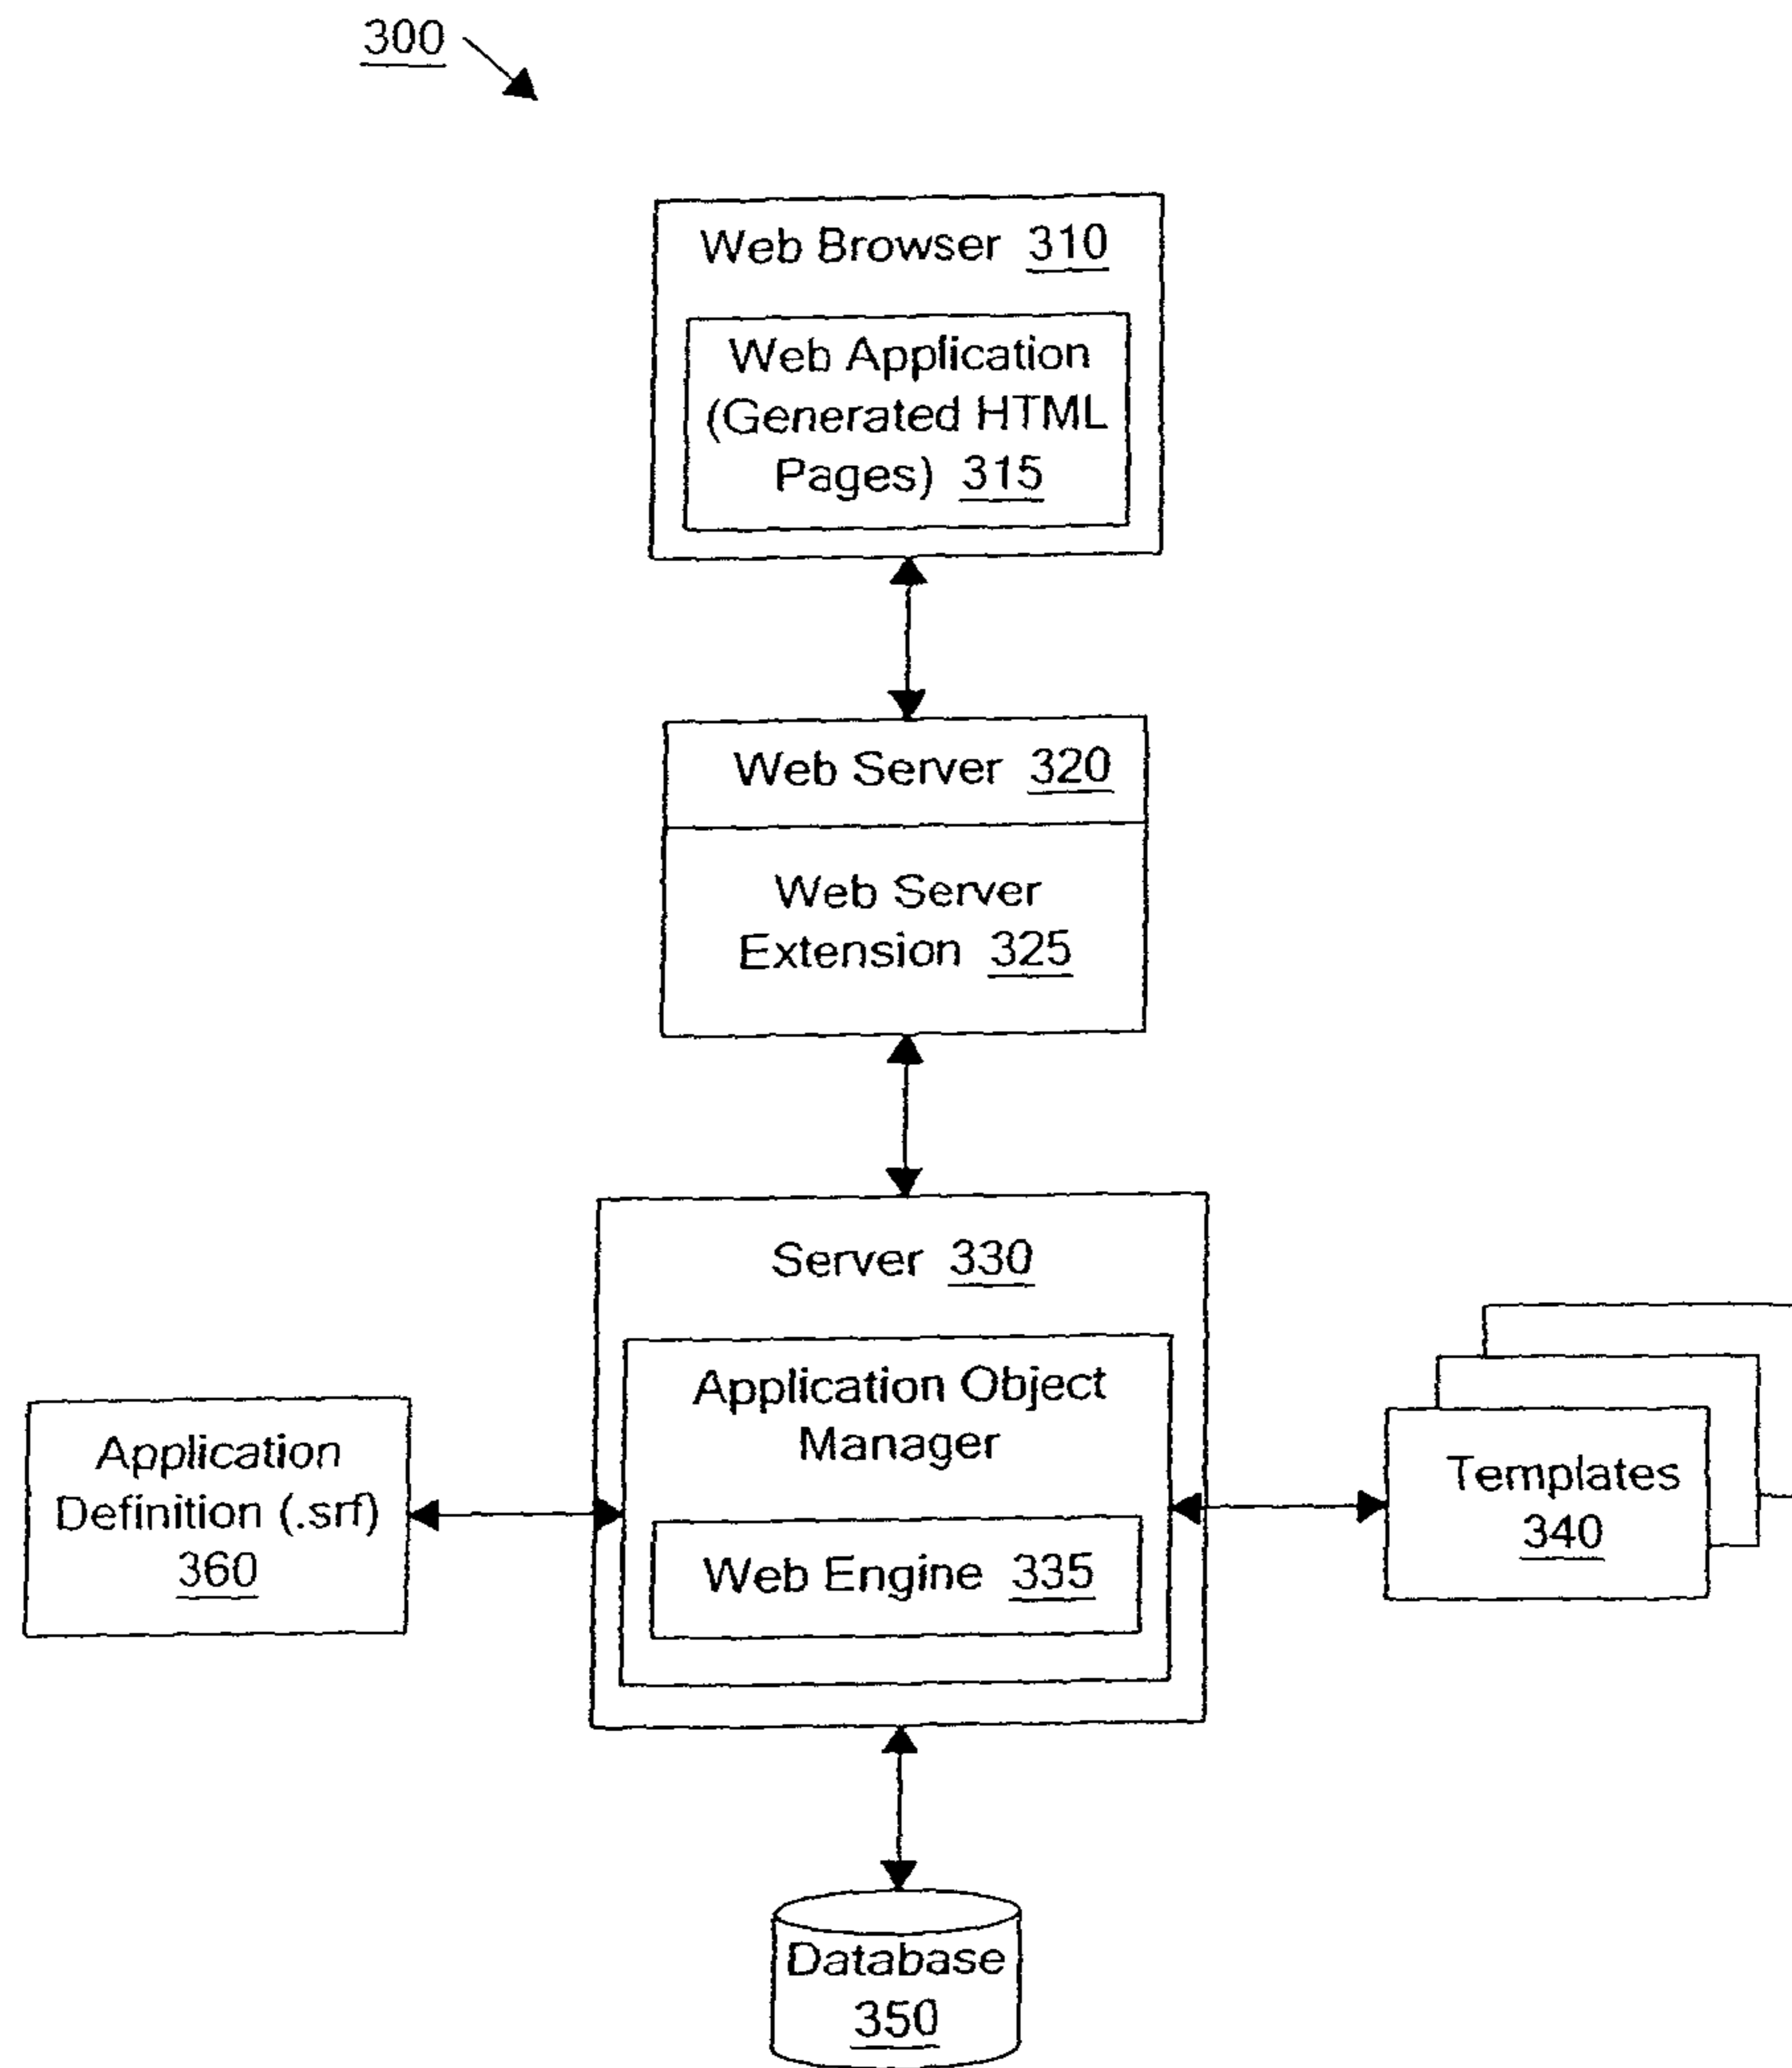 300
Web Browser 310
Web Application
(Generated HTML
Pages) 315
Web Server 320
Web Server
Extension 325
Server 330
Application Object
Manager
Web Engine 335
Application
Definition (.srf)
360
Templates
340
Database
350